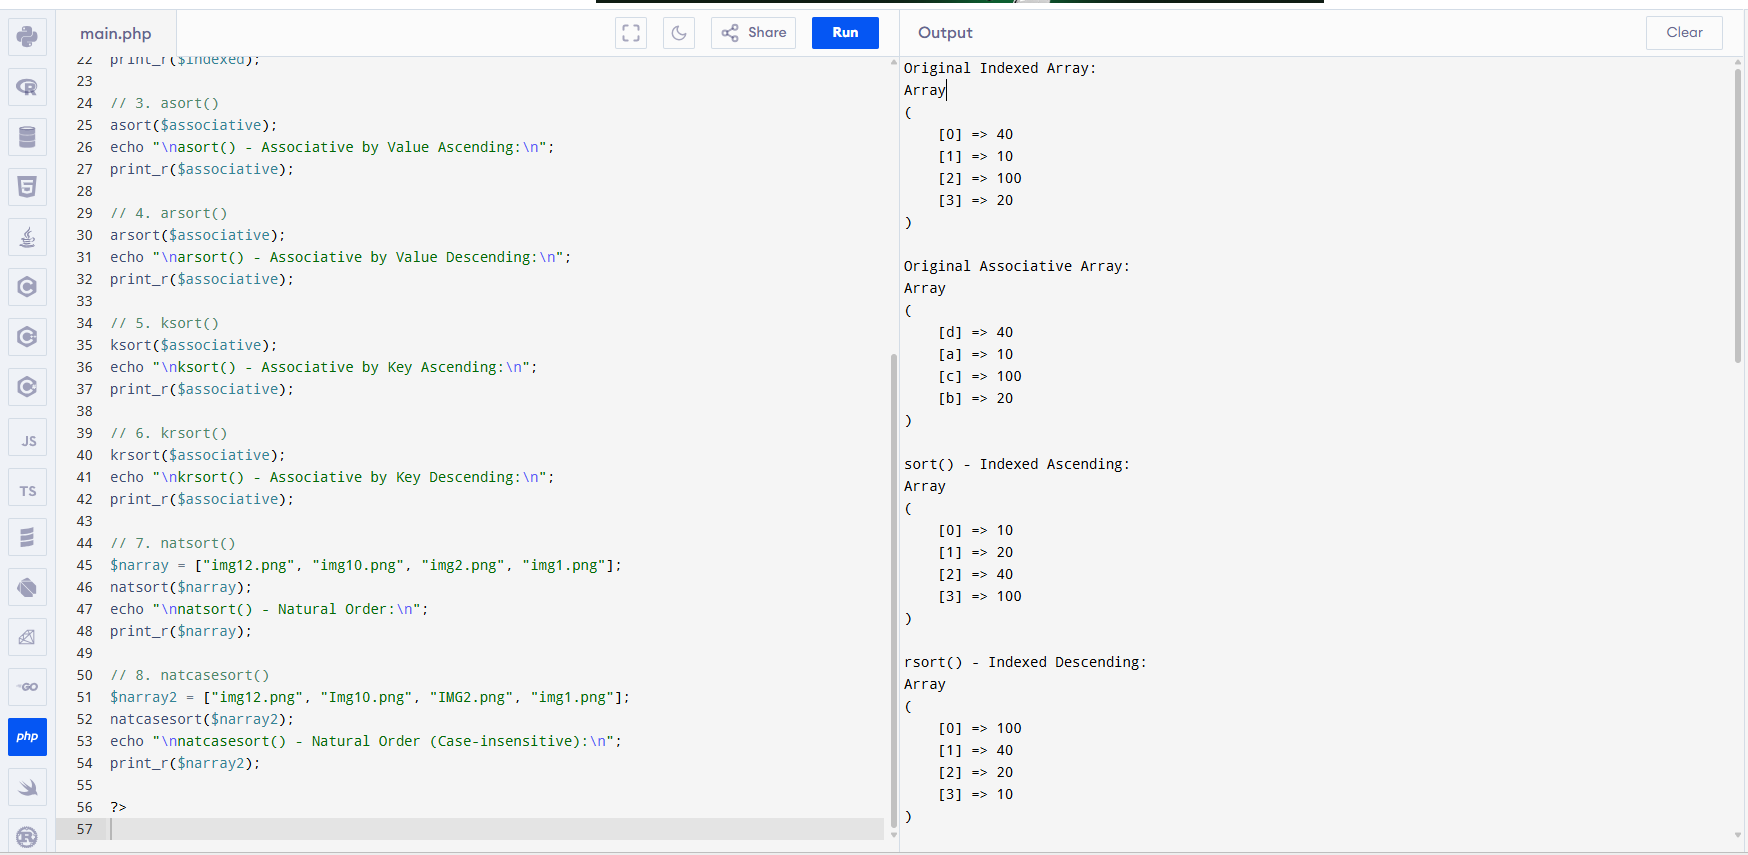 main.php
Share
Run
Output
Clear
22 print_r($indexed);
23
24 // 3. asort()
25 asort($associative);
26 echo "\nasort() - Associative by Value Ascending:\n";
27 print_r($associative);
28
29 // 4. arsort()
30 arsort($associative);
31 echo "\narsort() - Associative by Value Descending:\n";
32 print_r($associative);
33
34 // 5. ksort()
35 ksort($associative);
36 echo "\nksort() - Associative by Key Ascending:\n";
37 print_r($associative);
38
39 // 6. krsort()
40 krsort($associative);
41 echo "\nkrsort() - Associative by Key Descending:\n";
42 print_r($associative);
43
44 // 7. natsort()
45 $narray = ["img12.png", "img10.png", "img2.png", "img1.png"];
46 natsort($narray);
47 echo "\nnatsort() - Natural Order:\n";
48 print_r($narray);
49
50 // 8. natcasesort()
51 $narray2 = ["img12.png", "Img10.png", "IMG2.png", "img1.png"];
52 natcasesort($narray2);
53 echo "\nnatcasesort() - Natural Order (Case-insensitive):\n";
54 print_r($narray2);
55
56 ?>
57
Original Indexed Array:
Array
(
[0] => 40
[1] => 10
[2] => 100
[3] => 20
)
Original Associative Array:
Array
(
[d] => 40
[a] => 10
[c] => 100
[b] => 20
)
sort() - Indexed Ascending:
Array
(
[0] => 10
[1] => 20
[2] => 40
[3] => 100
)
rsort() - Indexed Descending:
Array
(
[0] => 100
[1] => 40
[2] => 20
[3] => 10
)
R
5
C
C
C
JS
TS
GO
php
R